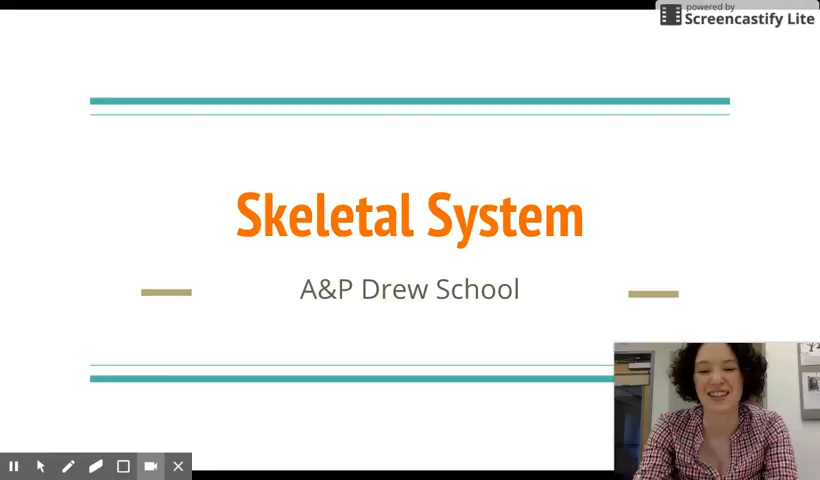 powered by
Screencastify Lite
Skeletal System
A&P Drew School